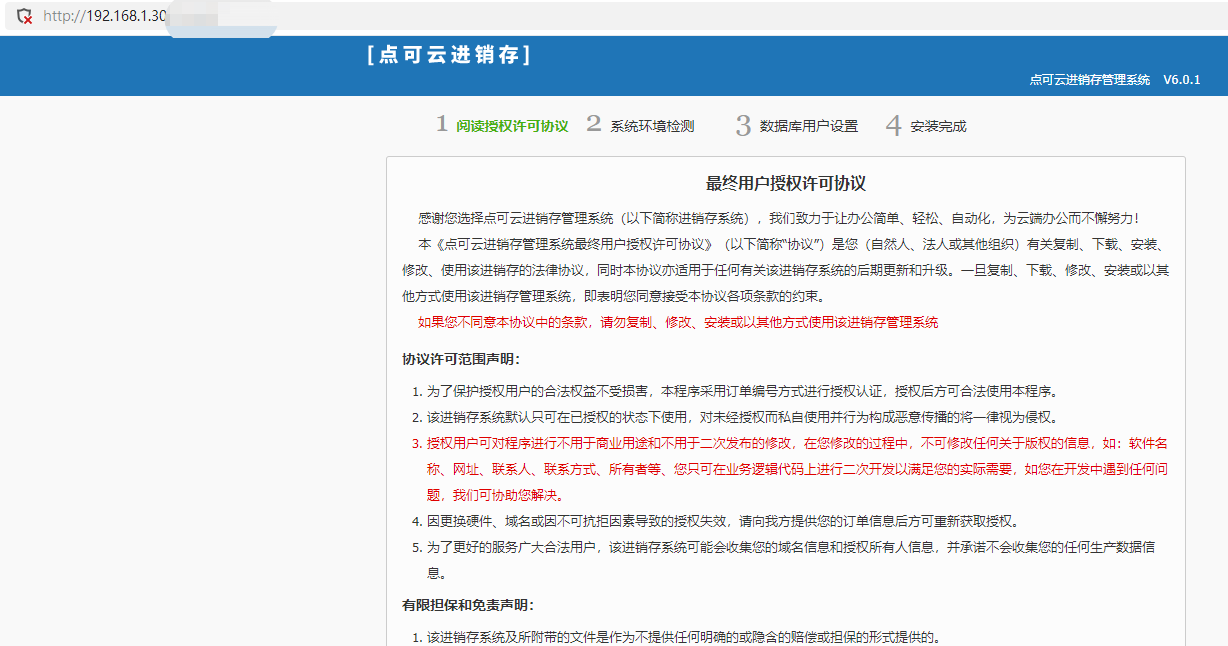 http://192.168.1.30
[点可云进销存]
点可云进销存管理系统 V6.0.1
1 阅读授权许可协议 2 系统环境检测 3 数据库用户设置 4 安装完成
最终用户授权许可协议
感谢您选择点可云进销存管理系统（以下简称进销存系统），我们致力于让办公简单、轻松、自动化，为云端办公而不懈努力！
本《点可云进销存管理系统最终用户授权许可协议》（以下简称“协议”）是您（自然人、法人或其他组织）有关复制、下载、安装、
修改、使用该进销存的法律协议，同时本协议亦适用于任何有关该进销存系统的后期更新和升级。一旦复制、下载、修改、安装或以其
他方式使用该进销存管理系统，即表明您同意接受本协议各项条款的约束。
如果您不同意本协议中的条款，请勿复制、修改、安装或以其他方式使用该进销存管理系统
协议许可范围声明：
1. 为了保护授权用户的合法权益不受损害，本程序采用订单编号方式进行授权认证，授权后方可合法使用本程序。
2. 该进销存系统默认只可在已授权的状态下使用，对未经授权而私自使用并行为构成恶意传播的将一律视为侵权。
3. 授权用户可对程序进行不用于商业用途和不用于二次发布的修改，在您修改的过程中，不可修改任何关于版权的信息，如：软件名
称、网址、联系人、联系方式、所有者等、您只可在业务逻辑代码上进行二次开发以满足您的实际需要，如您在开发中遇到任何问
题，我们可协助您解决。
4. 因更换硬件、域名或因不可抗拒因素导致的授权失效，请向我方提供您的订单信息后方可重新获取授权。
5. 为了更好的服务广大合法用户，该进销存系统可能会收集您的域名信息和授权所有人信息，并承诺不会收集您的任何生产数据信
息。
有限担保和免责声明：
1. 该进销存系统及所附带的文件是作为不提供任何明确的或隐含的赔偿或担保的形式提供的。